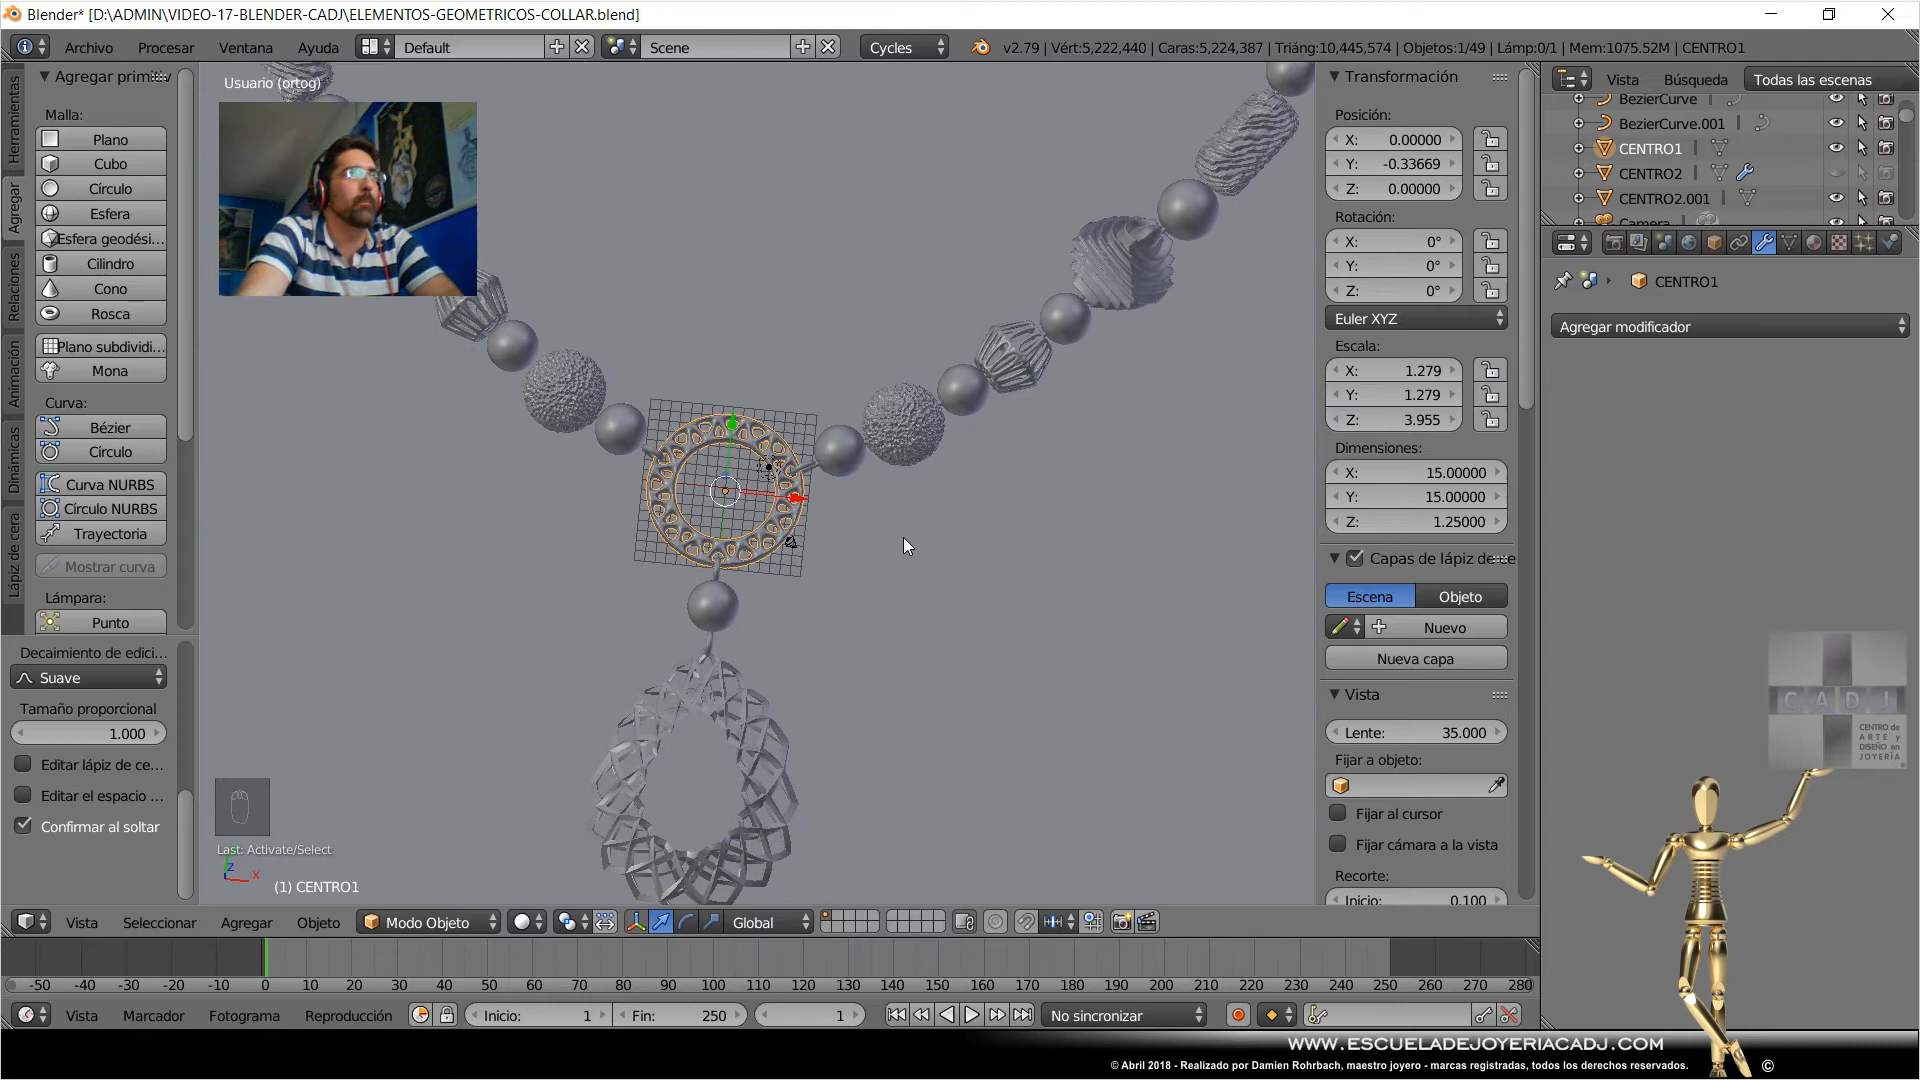 Blender* [D:\ADMIN\VIDEO-17-BLENDER-CADJ\ELEMENTOS-GEOMETRICOS-COLLAR.blend]
Archivo Procesar Ventana Ayuda Default Scene Cycles v2.79 | Vért:5,222,440 | Caras:5,224,387 | Triáng:10,445,574 | Objetos:1/49 | Lámp:0/1 | Mem:1075.52M | CENTRO1
Herramientas
Agregar
Relaciones
Animación
Dinámicas
Lápiz de cera
Malla:
Plano
Cubo
Círculo
Esfera
Esfera geodési...
Cilindro
Cono
Rosca
Plano subdividi...
Mona
Curva:
Bézier
Círculo
Curva NURBS
Círculo NURBS
Trayectoria
Mostrar curva
Lámpara:
Punto
Decaimiento de edici...
Suave
Tamaño proporcional
1.000
Editar lápiz de ce...
Editar el espacio ...
Confirmar al soltar
Usuario (ortog)
Last: Activate/Select
Z
X
(1) CENTRO1
Transformación
Posición:
X: 0.00000
Y: -0.33669
Z: 0.00000
Rotación:
X: 0°
Y: 0°
Z: 0°
Euler XYZ
Escala:
X: 1.279
Y: 1.279
Z: 3.955
Dimensiones:
X: 15.00000
Y: 15.00000
Z: 1.25000
Capas de lápiz de ce
Escena Objeto
Nuevo
Nueva capa
Vista
Lente: 35.000
Fijar a objeto:
Fijar al cursor
Fijar cámara a la vista
Recorte:
Inicio: 0.100
Vista Búsqueda Todas las escenas
BezierCurve
BezierCurve.001
CENTRO1
CENTRO2
CENTRO2.001
Camera
CENTRO1
Agregar modificador
CADJ
CENTRO de
ARTE y
DISEÑO en
JOYERÍA
Vista Seleccionar Agregar Objeto Modo Objeto Global
-50 -40 -30 -20 -10 0 10 20 30 40 50 60 70 80 90 100 110 120 130 140 150 160 170 180 190 200 210 220 230 240 250 260 270 280
Vista Marcador Fotograma Reproducción Inicio: 1 Fin: 250 1 No sincronizar
WWW.ESCUELADEJOYERIACADJ.COM
© Abril 2018 - Realizado por Damien Rohrbach, maestro joyero - marcas registradas, todos los derechos reservados. ©